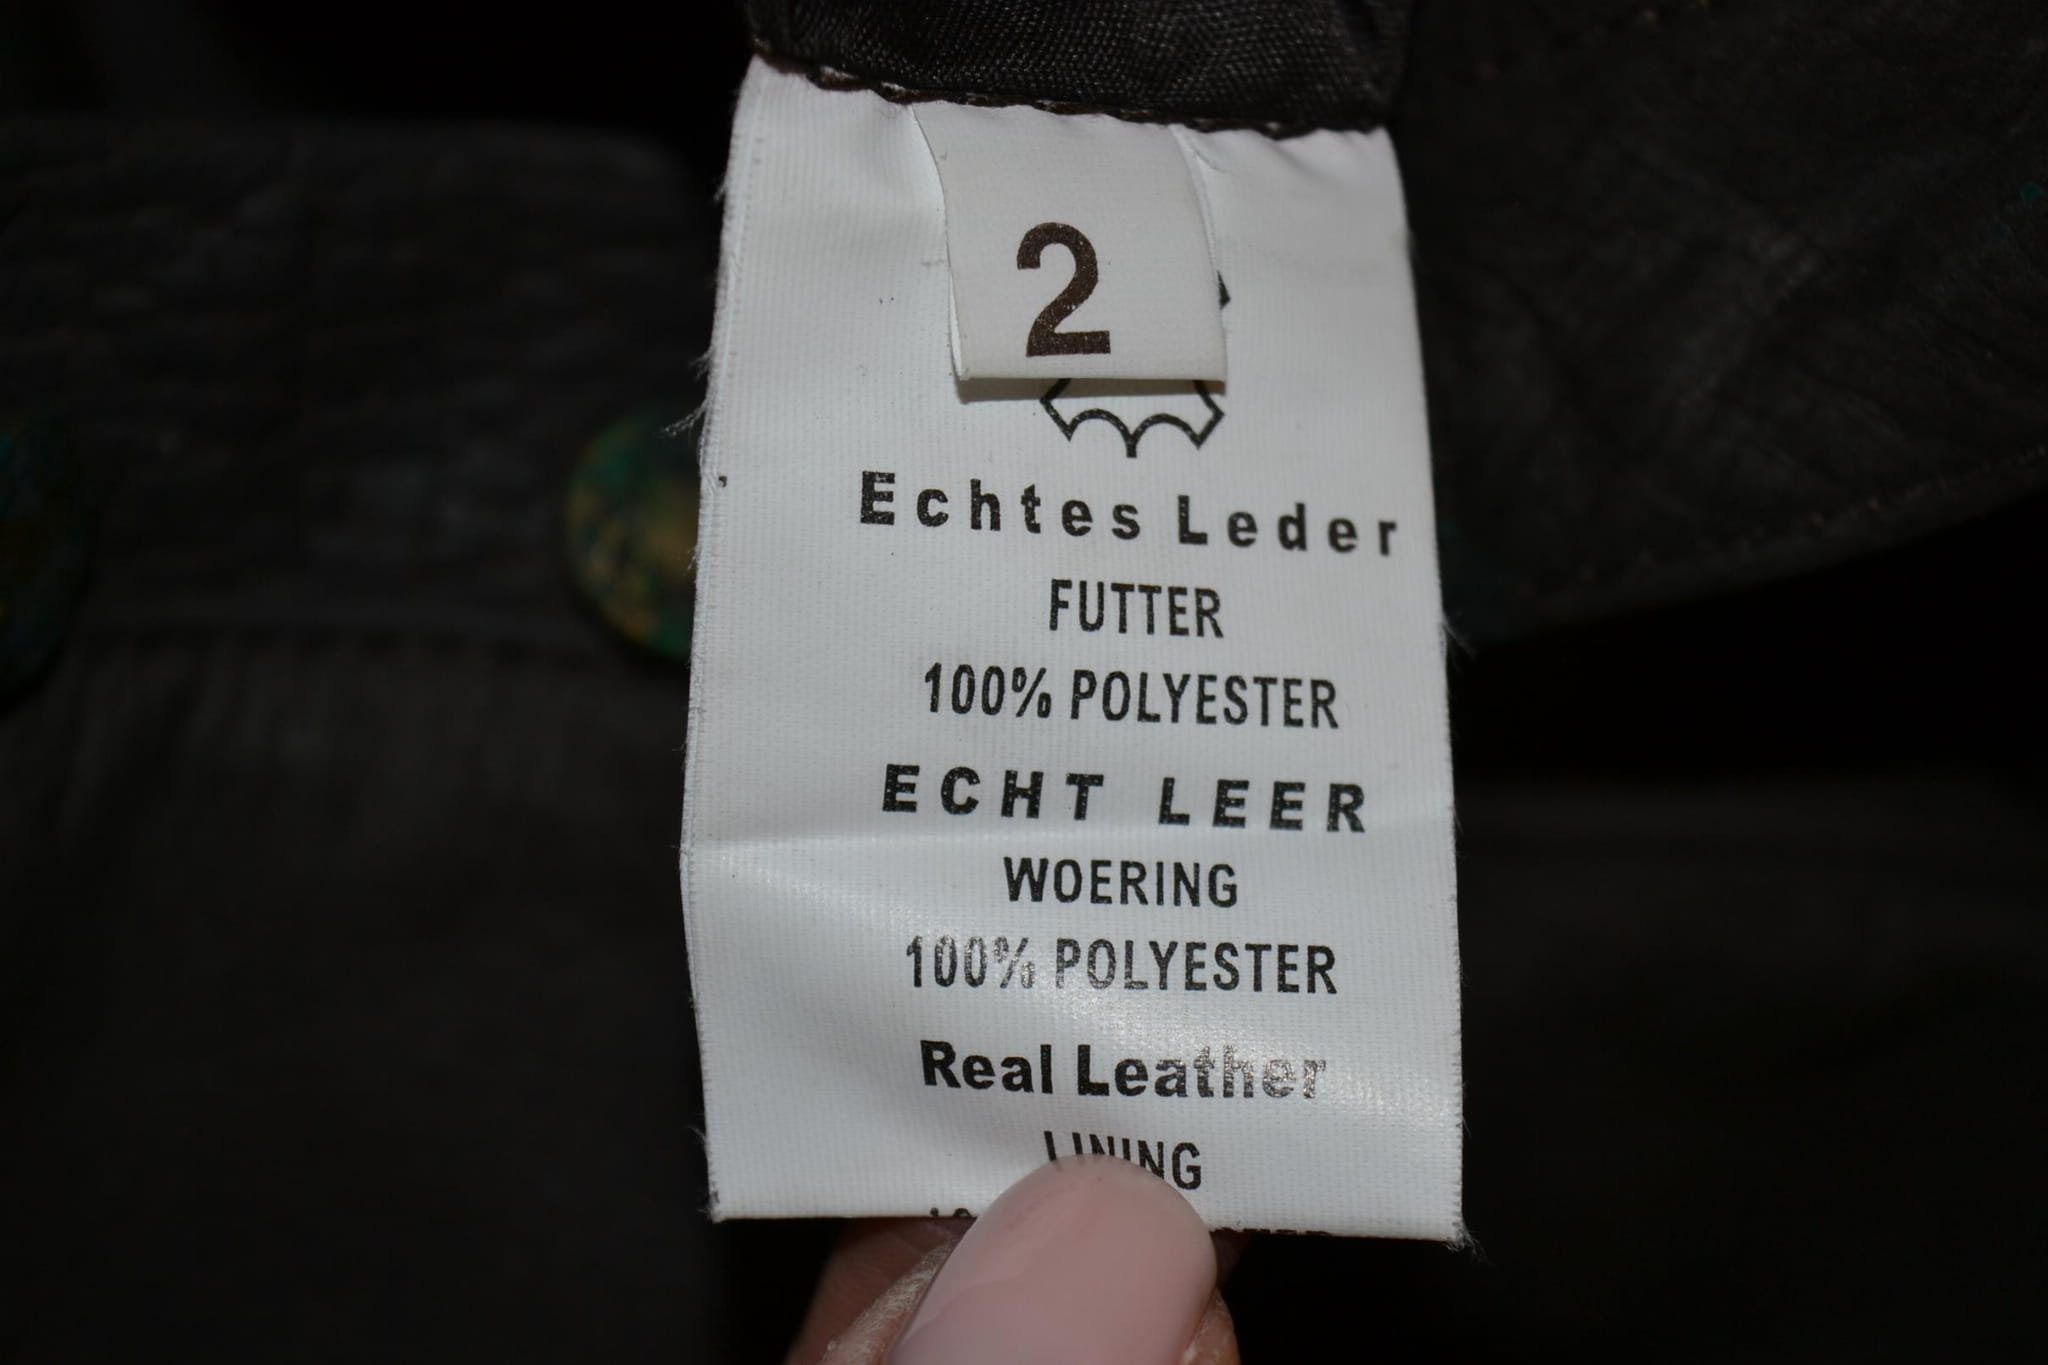 2
Echtes Leder
FUTTER
100% POLYESTER
ECHT LEER
WOERING
100% POLYESTER
Real Leather
LINING